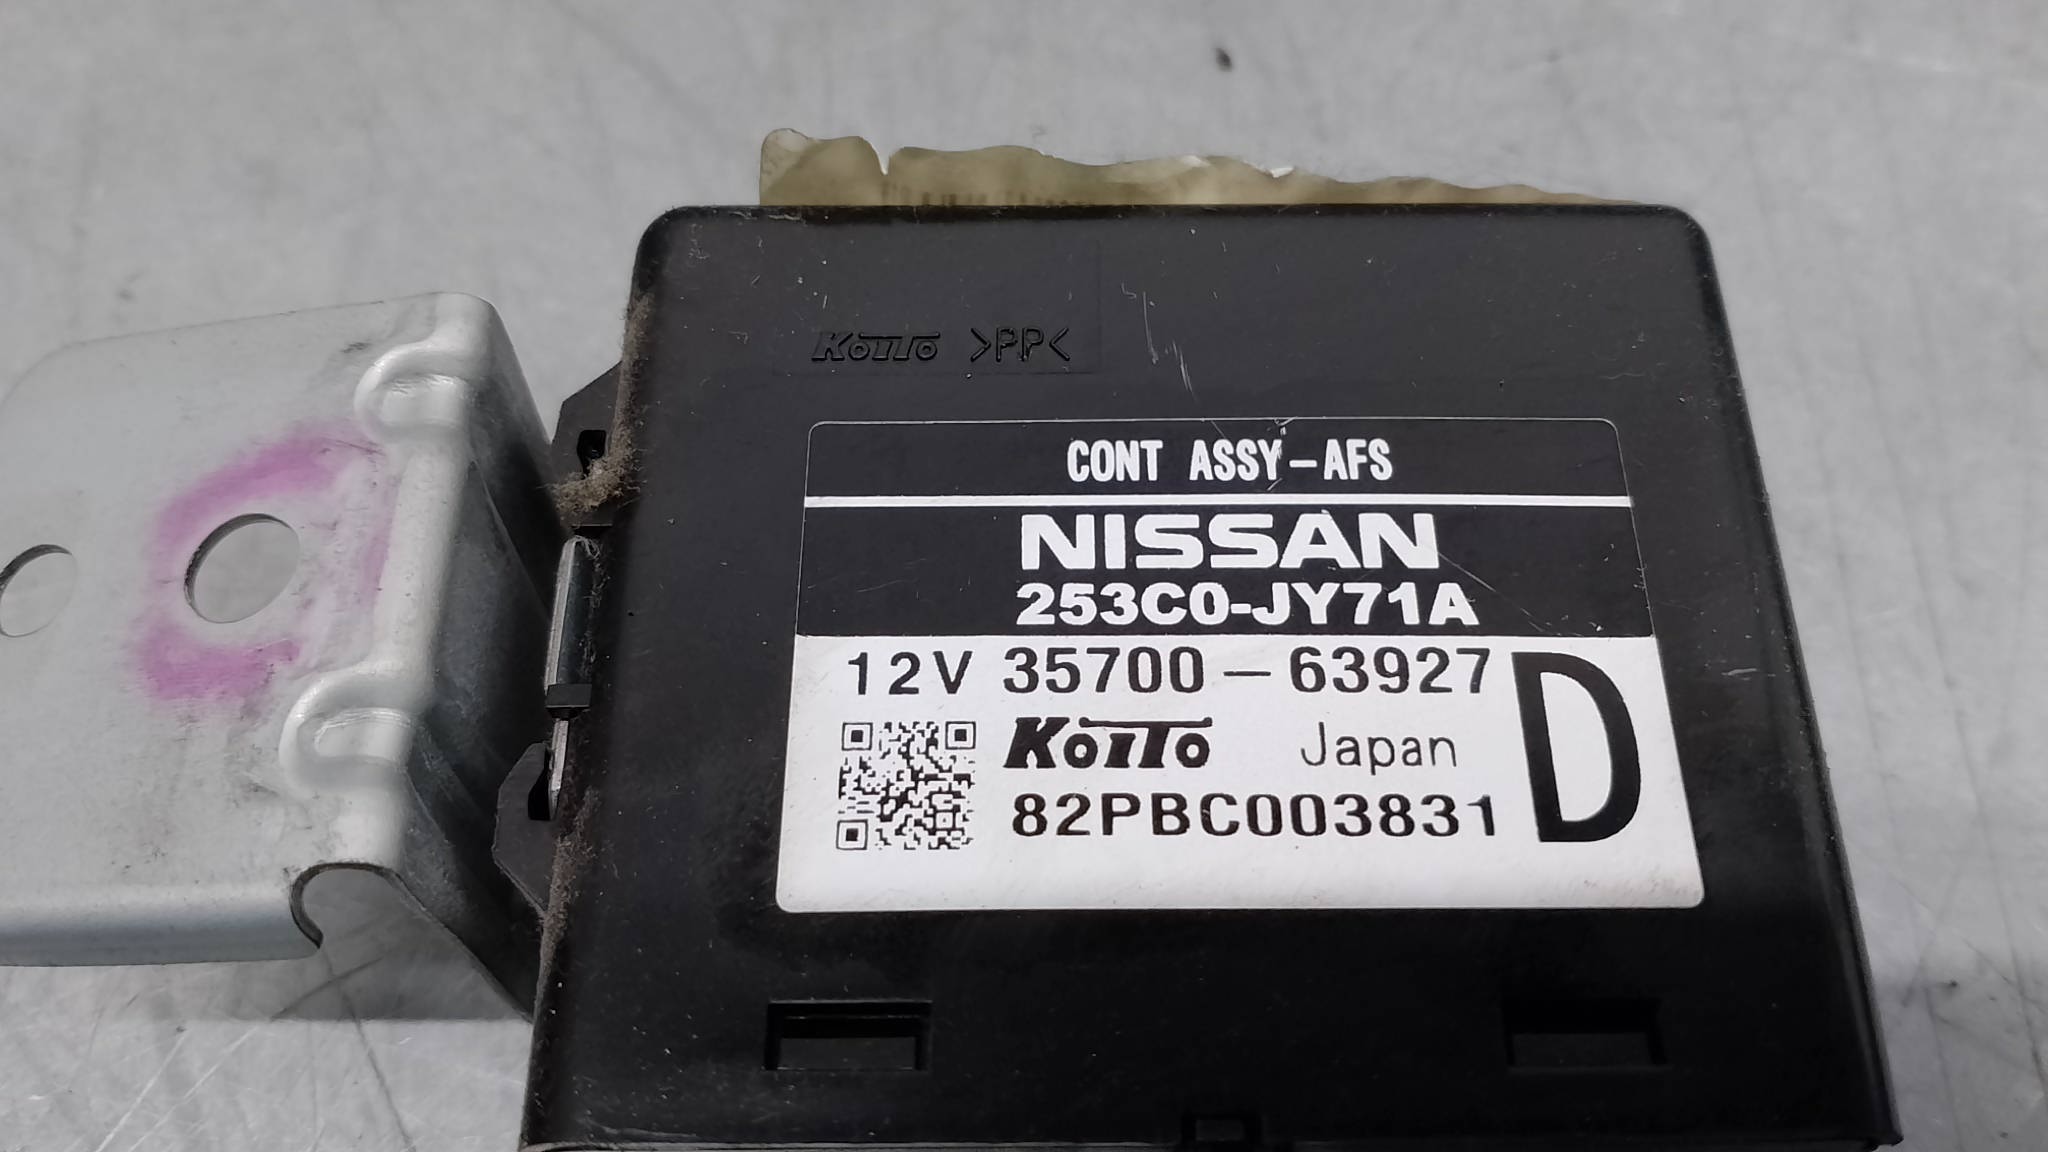 KOITO >PP<
CONT ASSY-AFS
NISSAN
253C0-JY71A
12V 35700-63927 D
KOITO Japan
82PBC003831